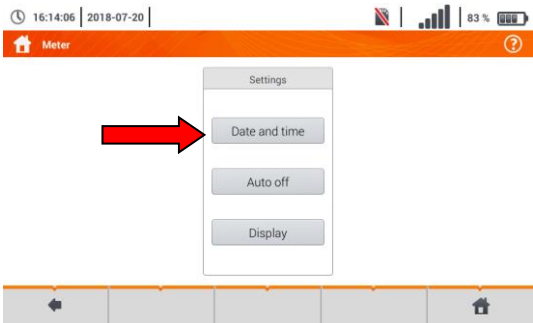 16:14:06 2018-07-20 83 %
Meter ?
Settings
Date and time
Auto off
Display